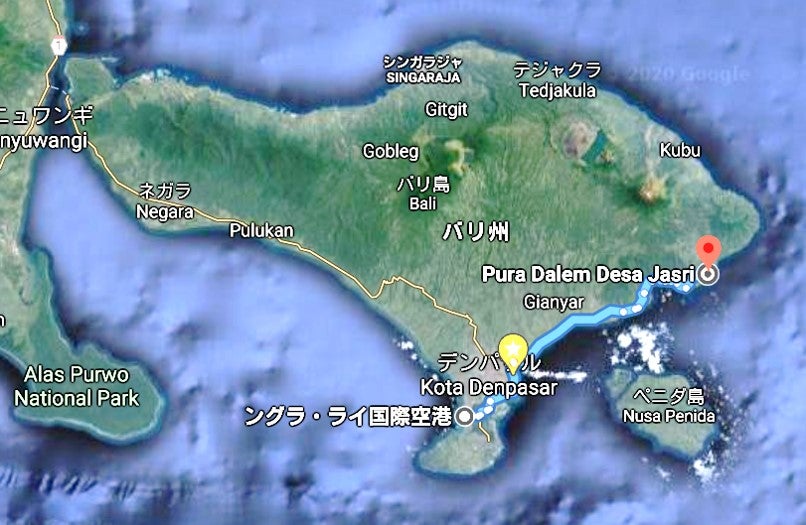 1
シンガラジャ
SINGARAJA
テジャクラ
Tedjakula
2020 Google
ニュワンギ
nyuwangi
Gitgit
Gobleg
Kubu
バリ島
Bali
ネガラ
Negara
Pulukan
バリ州
Pura Dalem Desa Jasri
Gianyar
デンパ ル
Kota Denpasar
Alas Purwo
National Park
ペニダ島
Nusa Penida
ングラ・ライ国際空港